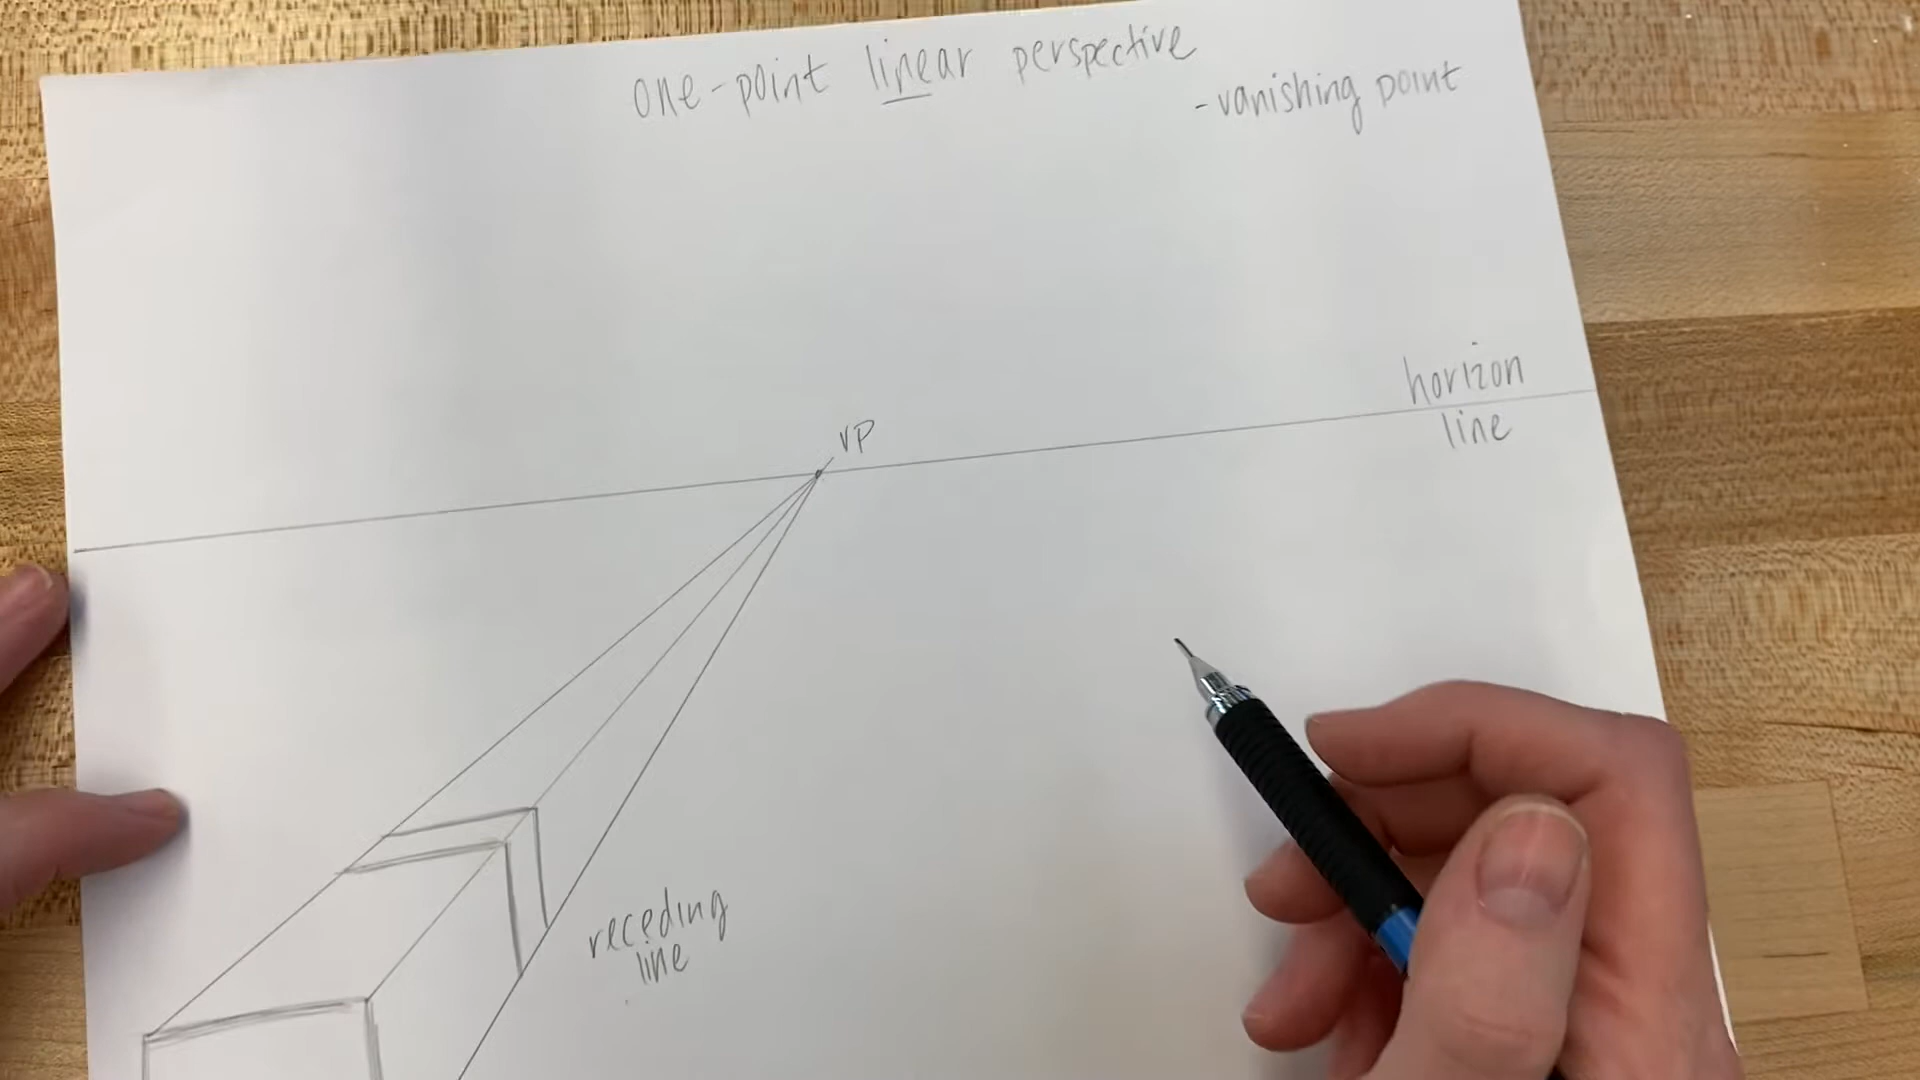 one-point linear perspective
-vanishing point
horizon
line
VP
receding
line